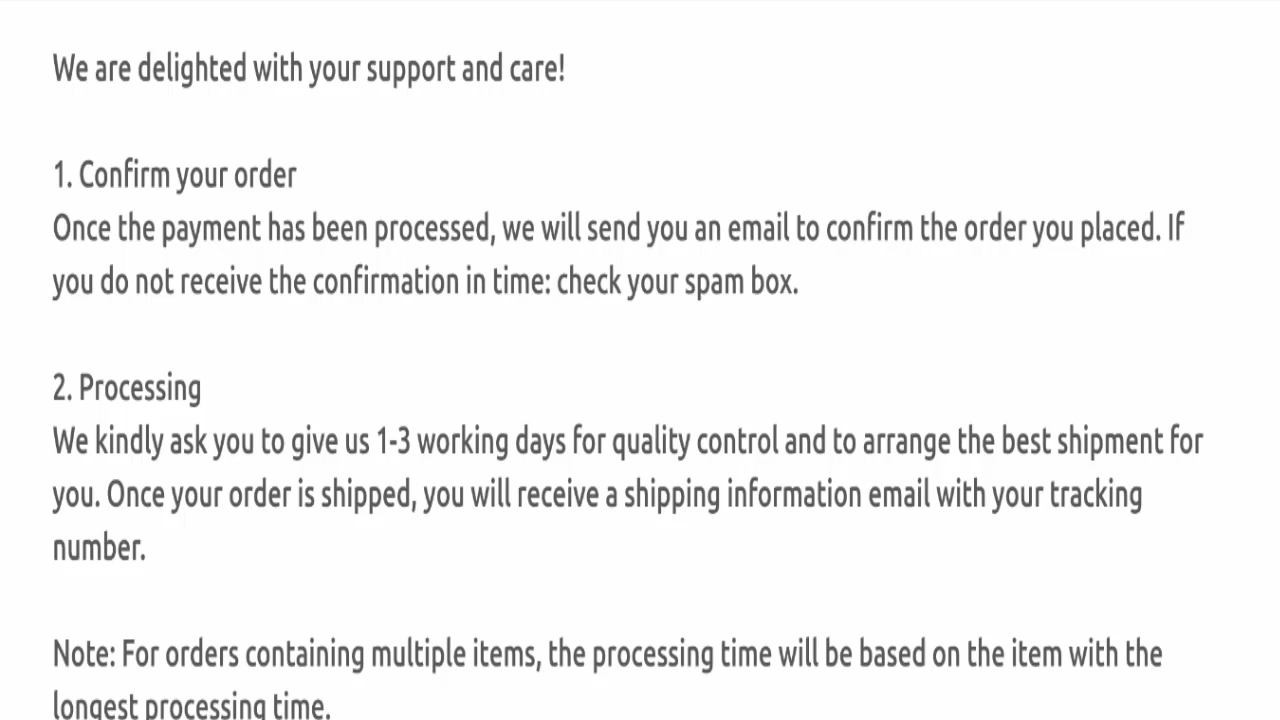 We are delighted with your support and care!
1. Confirm your order
Once the payment has been processed, we will send you an email to confirm the order you placed. If
you do not receive the confirmation in time: check your spam box.
2. Processing
We kindly ask you to give us 1-3 working days for quality control and to arrange the best shipment for
you. Once your order is shipped, you will receive a shipping information email with your tracking
number.
Note: For orders containing multiple items, the processing time will be based on the item with the
longest processing time.